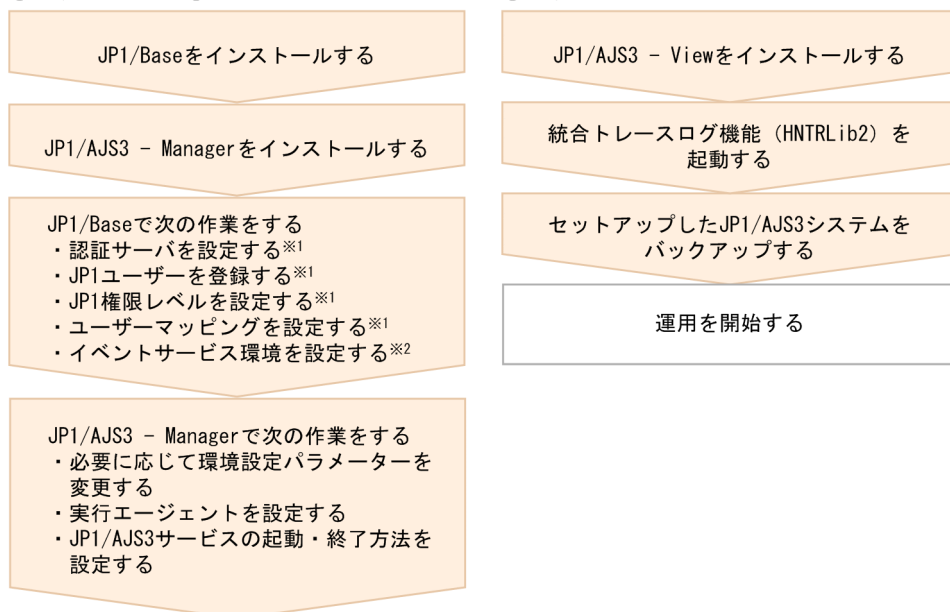 JP1/Baseをインストールする
JP1/AJS3 - Managerをインストールする
JP1/Baseで次の作業をする
・認証サーバを設定する※1
・JP1ユーザーを登録する※1
・JP1権限レベルを設定する※1
・ユーザーマッピングを設定する※1
・イベントサービス環境を設定する※2
JP1/AJS3 - Managerで次の作業をする
・必要に応じて環境設定パラメーターを
変更する
・実行エージェントを設定する
・JP1/AJS3サービスの起動・終了方法を
設定する
JP1/AJS3 - Viewをインストールする
統合トレースログ機能（HNTRLib2）を
起動する
セットアップしたJP1/AJS3システムを
バックアップする
運用を開始する